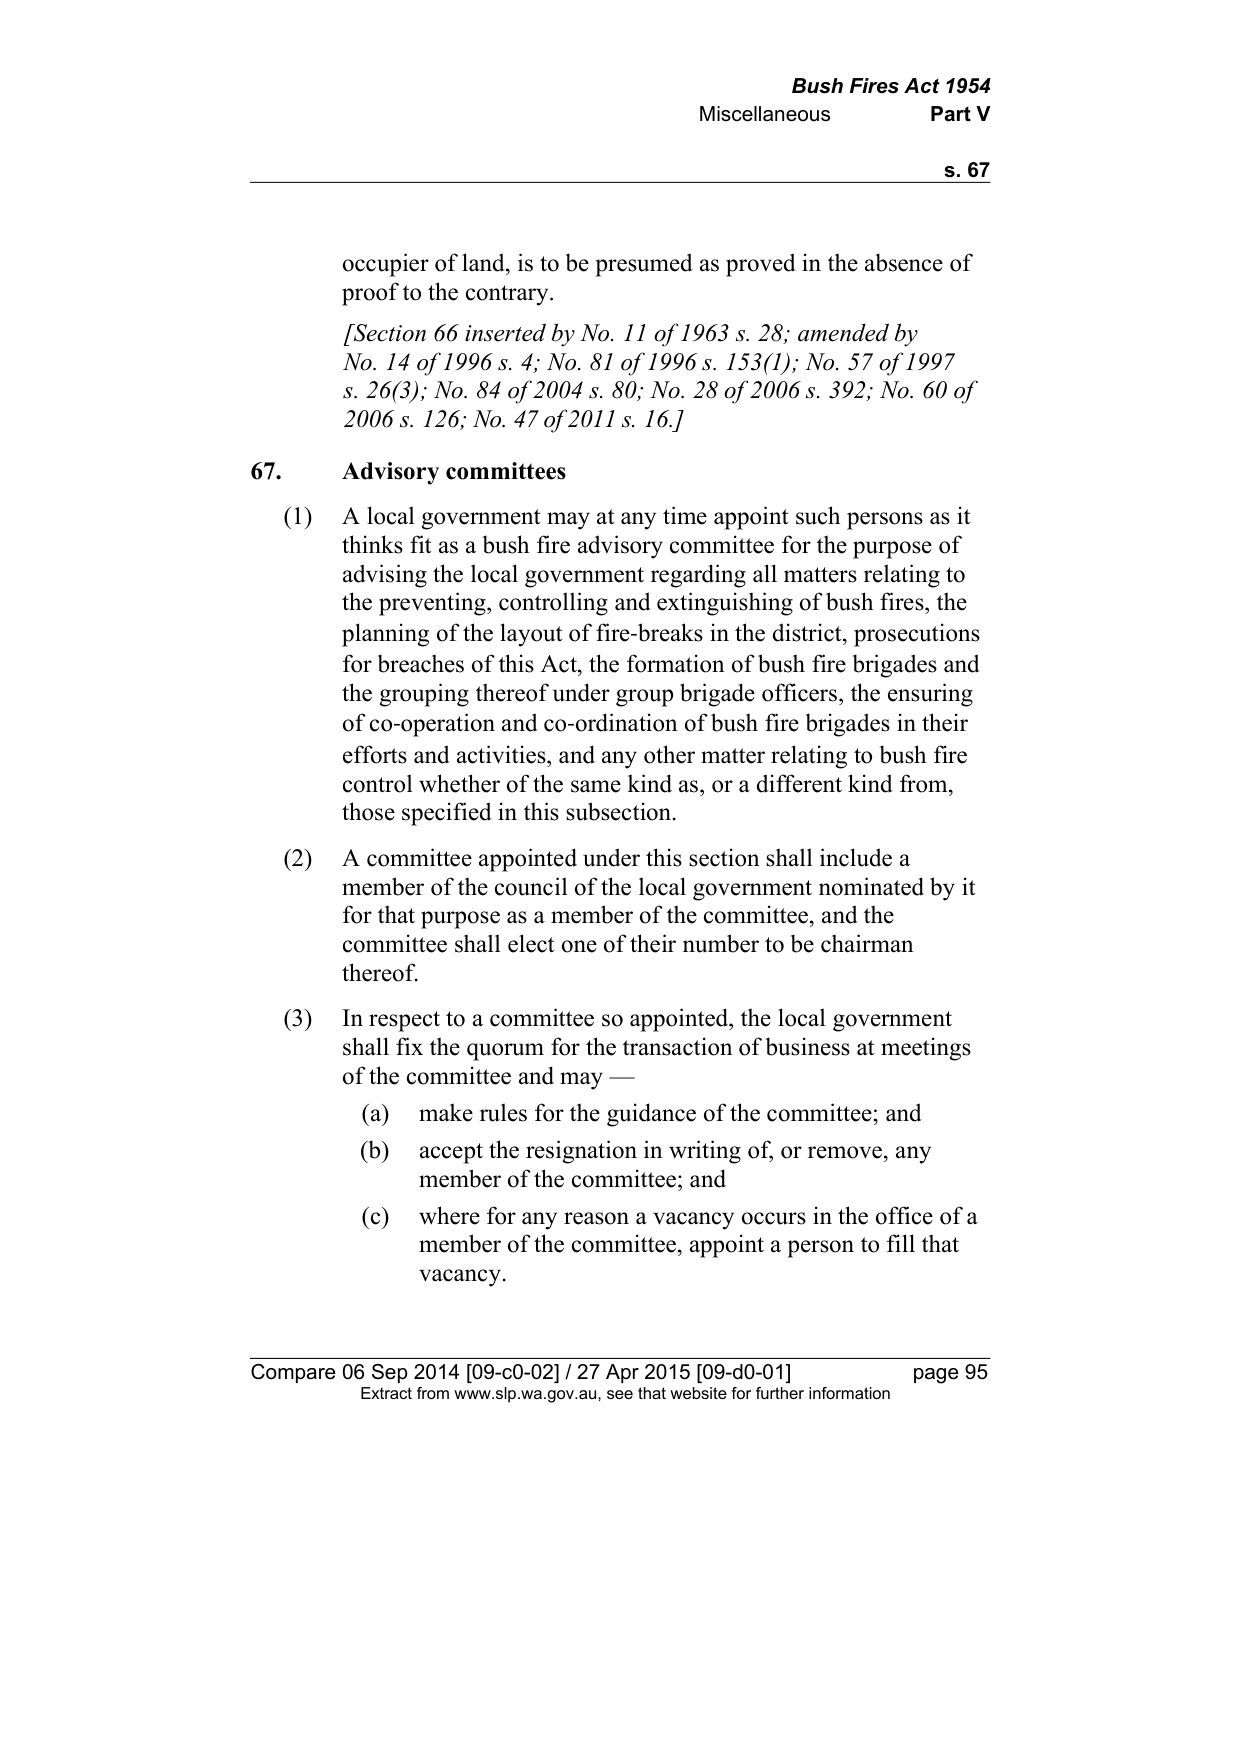 Bush Fires Act 1954
Miscellaneous Part V
s. 67
occupier of land, is to be presumed as proved in the absence of
proof to the contrary.
[Section 66 inserted by No. 11 of 1963 s. 28; amended by
No. 14 of 1996 s. 4; No. 81 of 1996 s. 153(1); No. 57 of 1997
s. 26(3); No. 84 of 2004 s. 80; No. 28 of 2006 s. 392; No. 60 of
2006 s. 126; No. 47 of 2011 s. 16.]
67. Advisory committees
(1) A local government may at any time appoint such persons as it
thinks fit as a bush fire advisory committee for the purpose of
advising the local government regarding all matters relating to
the preventing, controlling and extinguishing of bush fires, the
planning of the layout of fire-breaks in the district, prosecutions
for breaches of this Act, the formation of bush fire brigades and
the grouping thereof under group brigade officers, the ensuring
of co-operation and co-ordination of bush fire brigades in their
efforts and activities, and any other matter relating to bush fire
control whether of the same kind as, or a different kind from,
those specified in this subsection.
(2) A committee appointed under this section shall include a
member of the council of the local government nominated by it
for that purpose as a member of the committee, and the
committee shall elect one of their number to be chairman
thereof.
(3) In respect to a committee so appointed, the local government
shall fix the quorum for the transaction of business at meetings
of the committee and may —
(a) make rules for the guidance of the committee; and
(b) accept the resignation in writing of, or remove, any
member of the committee; and
(c) where for any reason a vacancy occurs in the office of a
member of the committee, appoint a person to fill that
vacancy.
Compare 06 Sep 2014 [09-c0-02] / 27 Apr 2015 [09-d0-01] page 95
Extract from www.slp.wa.gov.au, see that website for further information